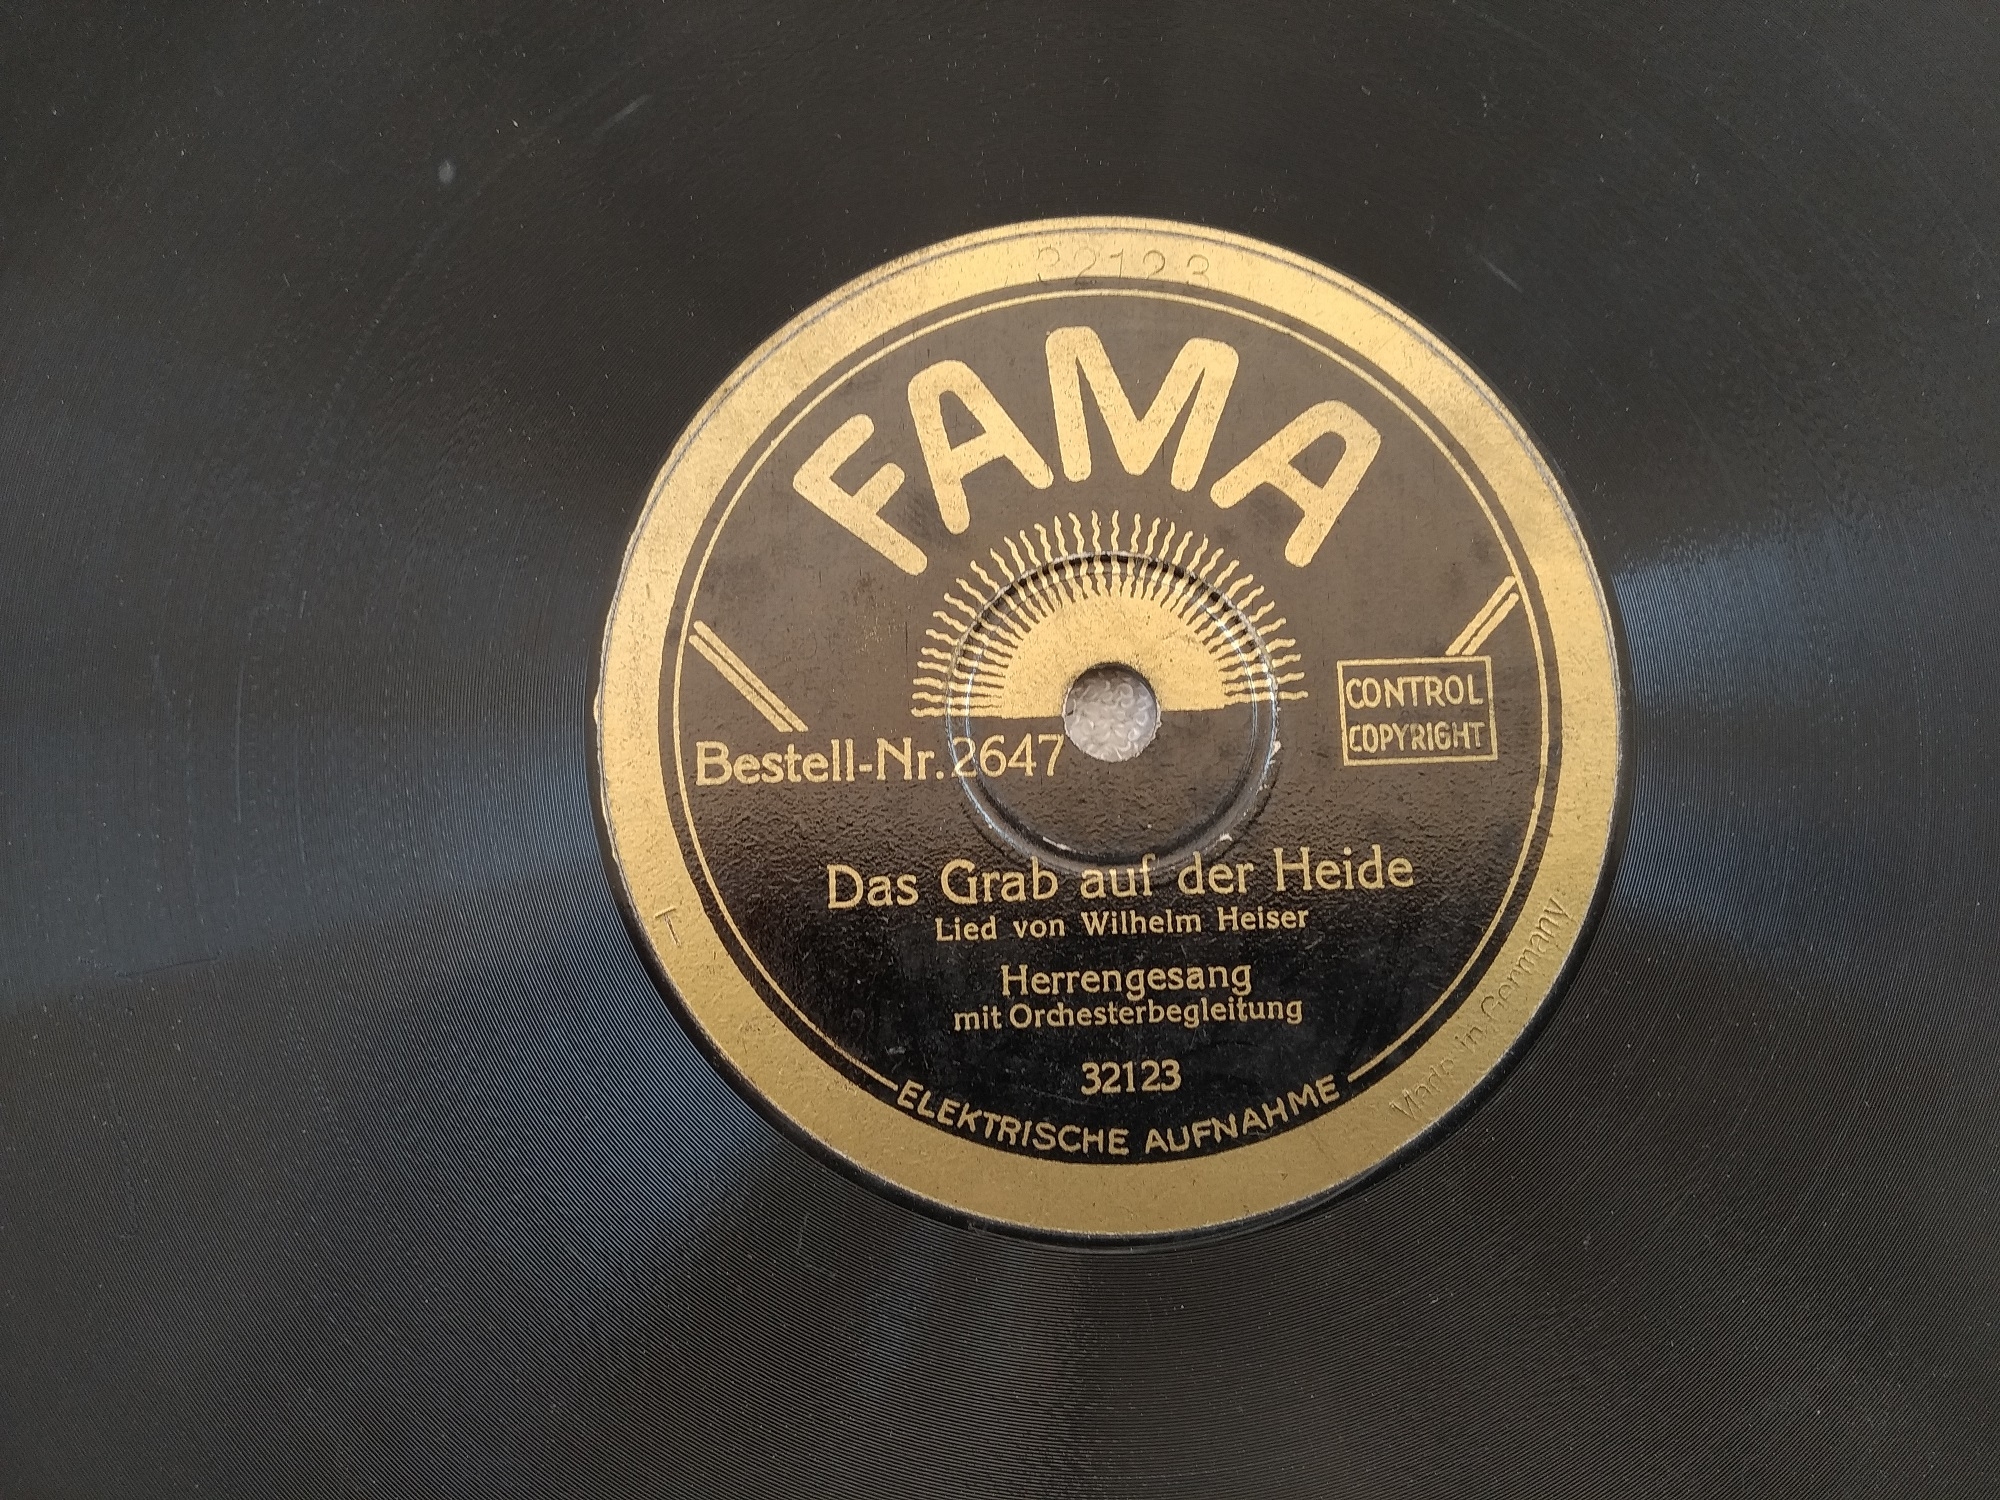 32123
FAMA
CONTROL
COPYRIGHT
Bestell-Nr. 2647
Das Grab auf der Heide
Lied von Wilhelm Heiser
Herrengesang
mit Orchesterbegleitung
32123
ELEKTRISCHE AUFNAHME
Made in Germany